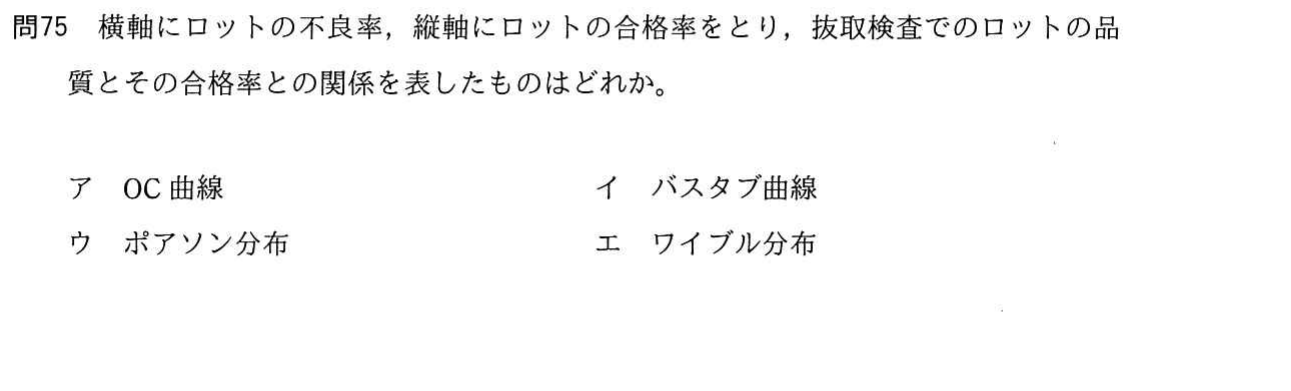 問75　横軸にロットの不良率，縦軸にロットの合格率をとり，抜取検査でのロットの品
質とその合格率との関係を表したものはどれか。
ア　OC 曲線　イ　バスタブ曲線
ウ　ポアソン分布　エ　ワイブル分布